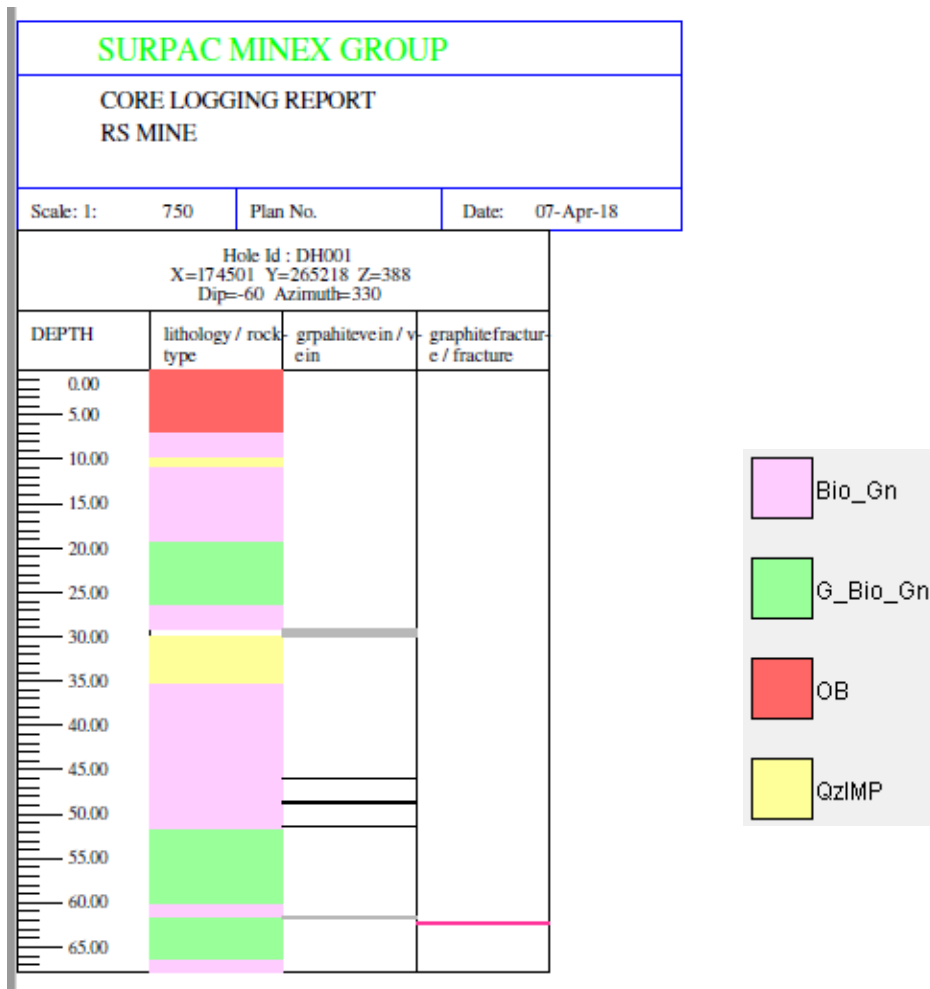 SURPAC MINEX GROUP
CORE LOGGING REPORT
RS MINE
Scale: 1: 750 Plan No. Date: 07-Apr-18
Hole Id : DH001
X=174501 Y=265218 Z=388
Dip=-60 Azimuth=330
DEPTH
lithology / rock-
type
grpahitevein / v-
ein
graphitefractur-
e / fracture
0.00
5.00
10.00
15.00
20.00
25.00
30.00
35.00
40.00
45.00
50.00
55.00
60.00
65.00
Bio_Gn
G_Bio_Gn
OB
QzIMP